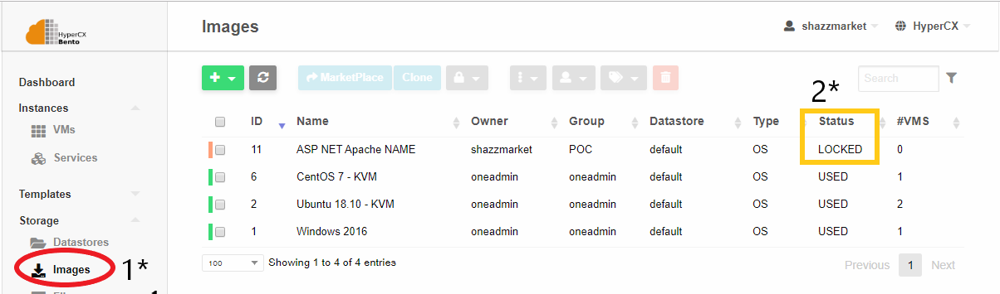 HyperCX
Bento
Images
shazzmarket
HyperCX
Dashboard
Instances
VMs
Services
Templates
Storage
Datastores
Images
1*
MarketPlace
Clone
Search
2*
ID Name Owner Group Datastore Type Status #VMS
11 ASP NET Apache NAME shazzmarket POC default OS LOCKED 0
6 CentOS 7 - KVM oneadmin oneadmin default OS USED 1
2 Ubuntu 18.10 - KVM oneadmin oneadmin default OS USED 2
1 Windows 2016 oneadmin oneadmin default OS USED 1
100 Showing 1 to 4 of 4 entries
Previous 1 Next